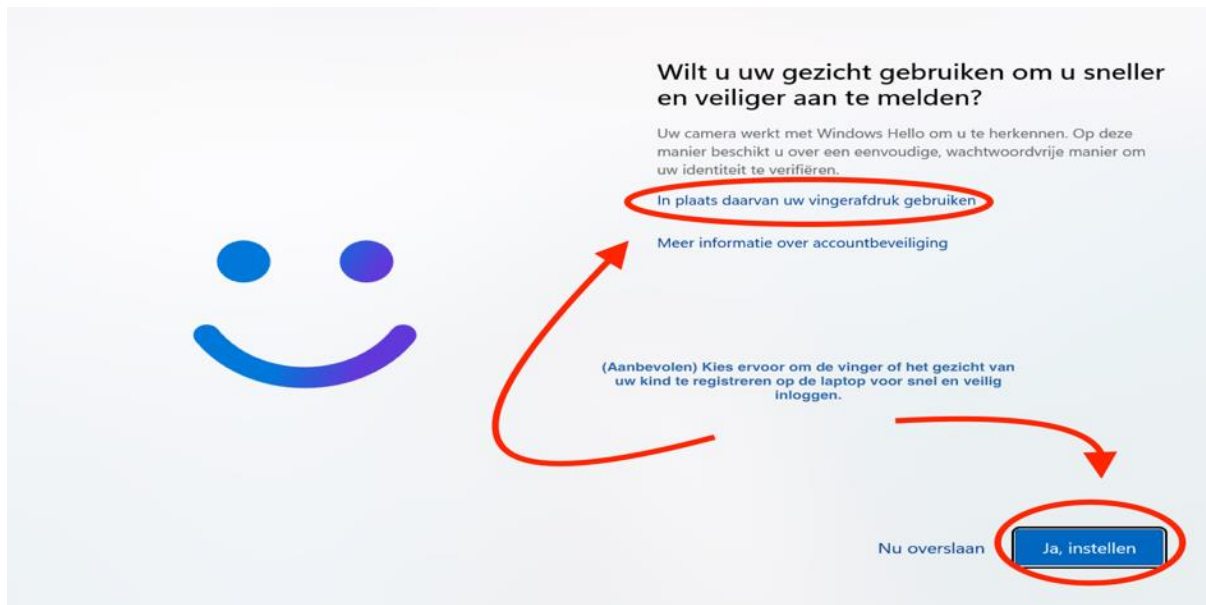 Wilt u uw gezicht gebruiken om u sneller
en veiliger aan te melden?
Uw camera werkt met Windows Hello om u te herkennen. Op deze
manier beschikt u over een eenvoudige, wachtwoordvrije manier om
uw identiteit te verifiëren.
In plaats daarvan uw vingerafdruk gebruiken
Meer informatie over accountbeveiliging
(Aanbevolen) Kies ervoor om de vinger of het gezicht van
uw kind te registreren op de laptop voor snel en veilig
inloggen.
Nu overslaan
Ja, instellen